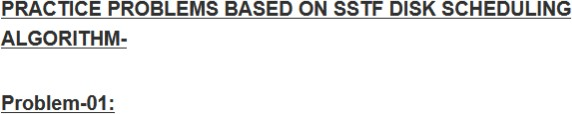 PRACTICE PROBLEMS BASED ON SSTF DISK SCHEDULING
ALGORITHM-
Problem-01: